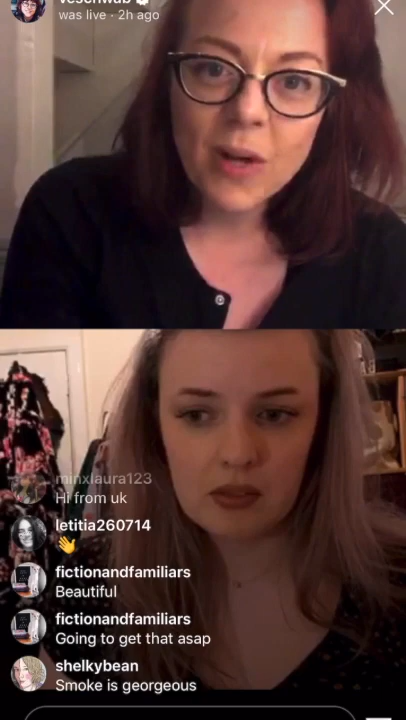 veschwab
was live · 2h ago
minxlaura123
Hi from uk
letitia260714
👋
fictionandfamiliars
Beautiful
fictionandfamiliars
Going to get that asap
shelkybean
Smoke is georgeous